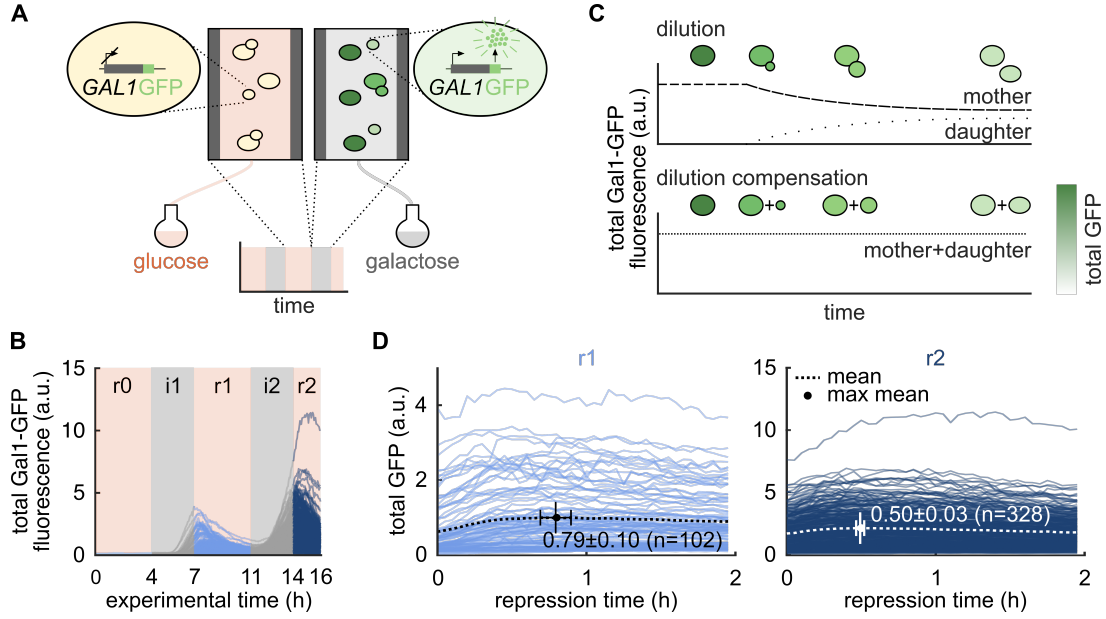 A
GAL1GFP
GAL1GFP
glucose
galactose
time
C
dilution
mother
daughter
dilution compensation
mother+daughter
total Gal1-GFP
fluorescence (a.u.)
time
total GFP
B
total Gal1-GFP
fluorescence (a.u.)
15
10
5
0
r0
i1
r1
i2
r2
0
4
7
11
14
16
experimental time (h)
D
r1
total GFP (a.u.)
4
2
0
0.79±0.10 (n=102)
0
1
2
repression time (h)
r2
15
10
5
0
mean
max mean
0.50±0.03 (n=328)
0
1
2
repression time (h)